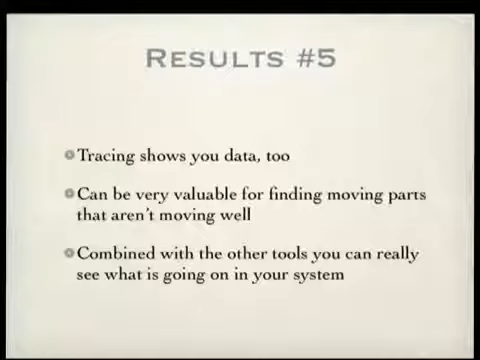 RESULTS #5
Tracing shows you data, too
Can be very valuable for finding moving parts
that aren't moving well
Combined with the other tools you can really
see what is going on in your system